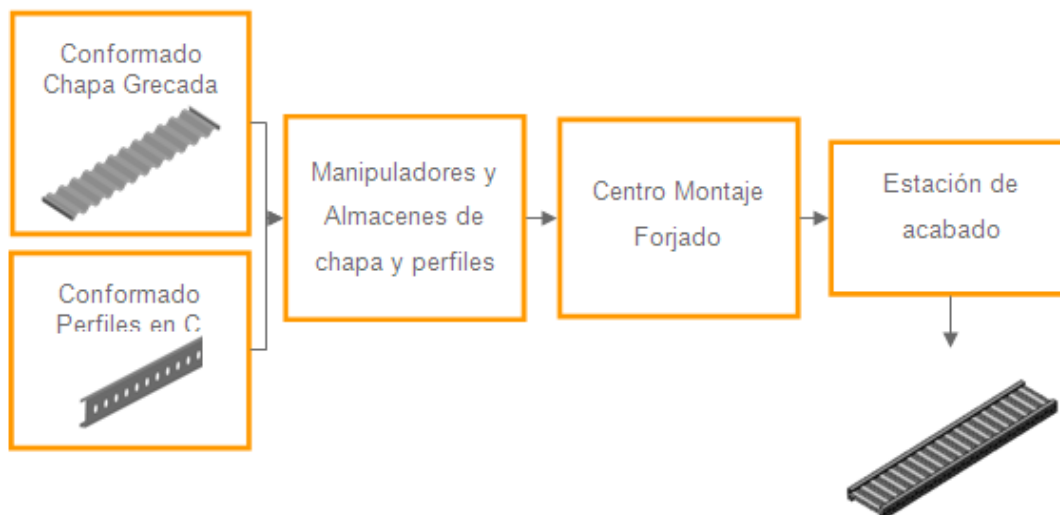 Conformado
Chapa Grecada
Conformado
Perfiles en C
Manipuladores y
Almacenes de
chapa y perfiles
Centro Montaje
Forjado
Estación de
acabado